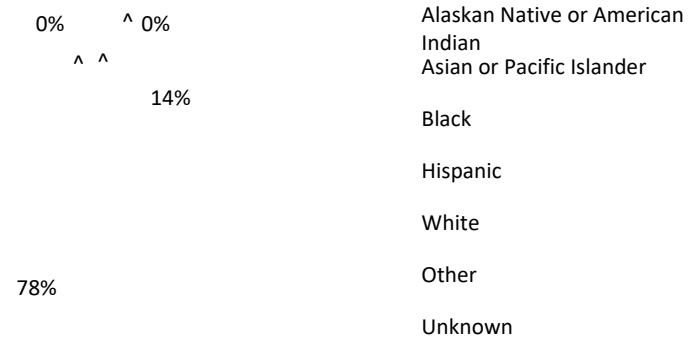 0% ^ 0%
^ ^
14%
78%
Alaskan Native or American
Indian
Asian or Pacific Islander
Black
Hispanic
White
Other
Unknown